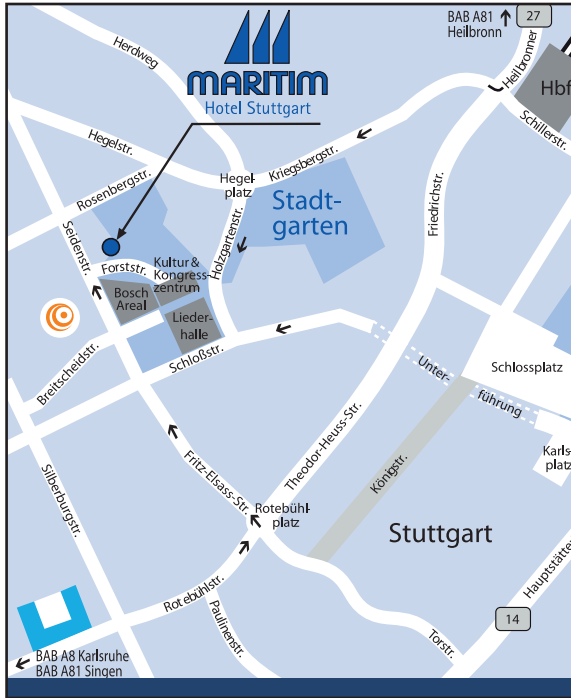 BAB A81
Heilbronn
27
Herdweg
MARITIM
Hotel Stuttgart
Heilbronner
Hbf
Hegelstr.
Kriegsbergstr.
Schillerstr.
Rosenbergstr.
Hegel-
platz
Stadt-
garten
Friedrichstr.
Seidenstr.
Holzgartenstr.
Forststr.
Kultur &
Kongress-
zentrum
Bosch
Areal
Lieder-
halle
Breitscheidstr.
Schloßstr.
Unter-
führung
Schlossplatz
Karls-
platz
Fritz-Elsass-Str.
Theodor-Heuss-Str.
Königstr.
Silberburgstr.
Rotebühl-
platz
Stuttgart
Hauptstätter
Rotebühlstr.
Paulinenstr.
Torstr.
14
BAB A8 Karlsruhe
BAB A81 Singen